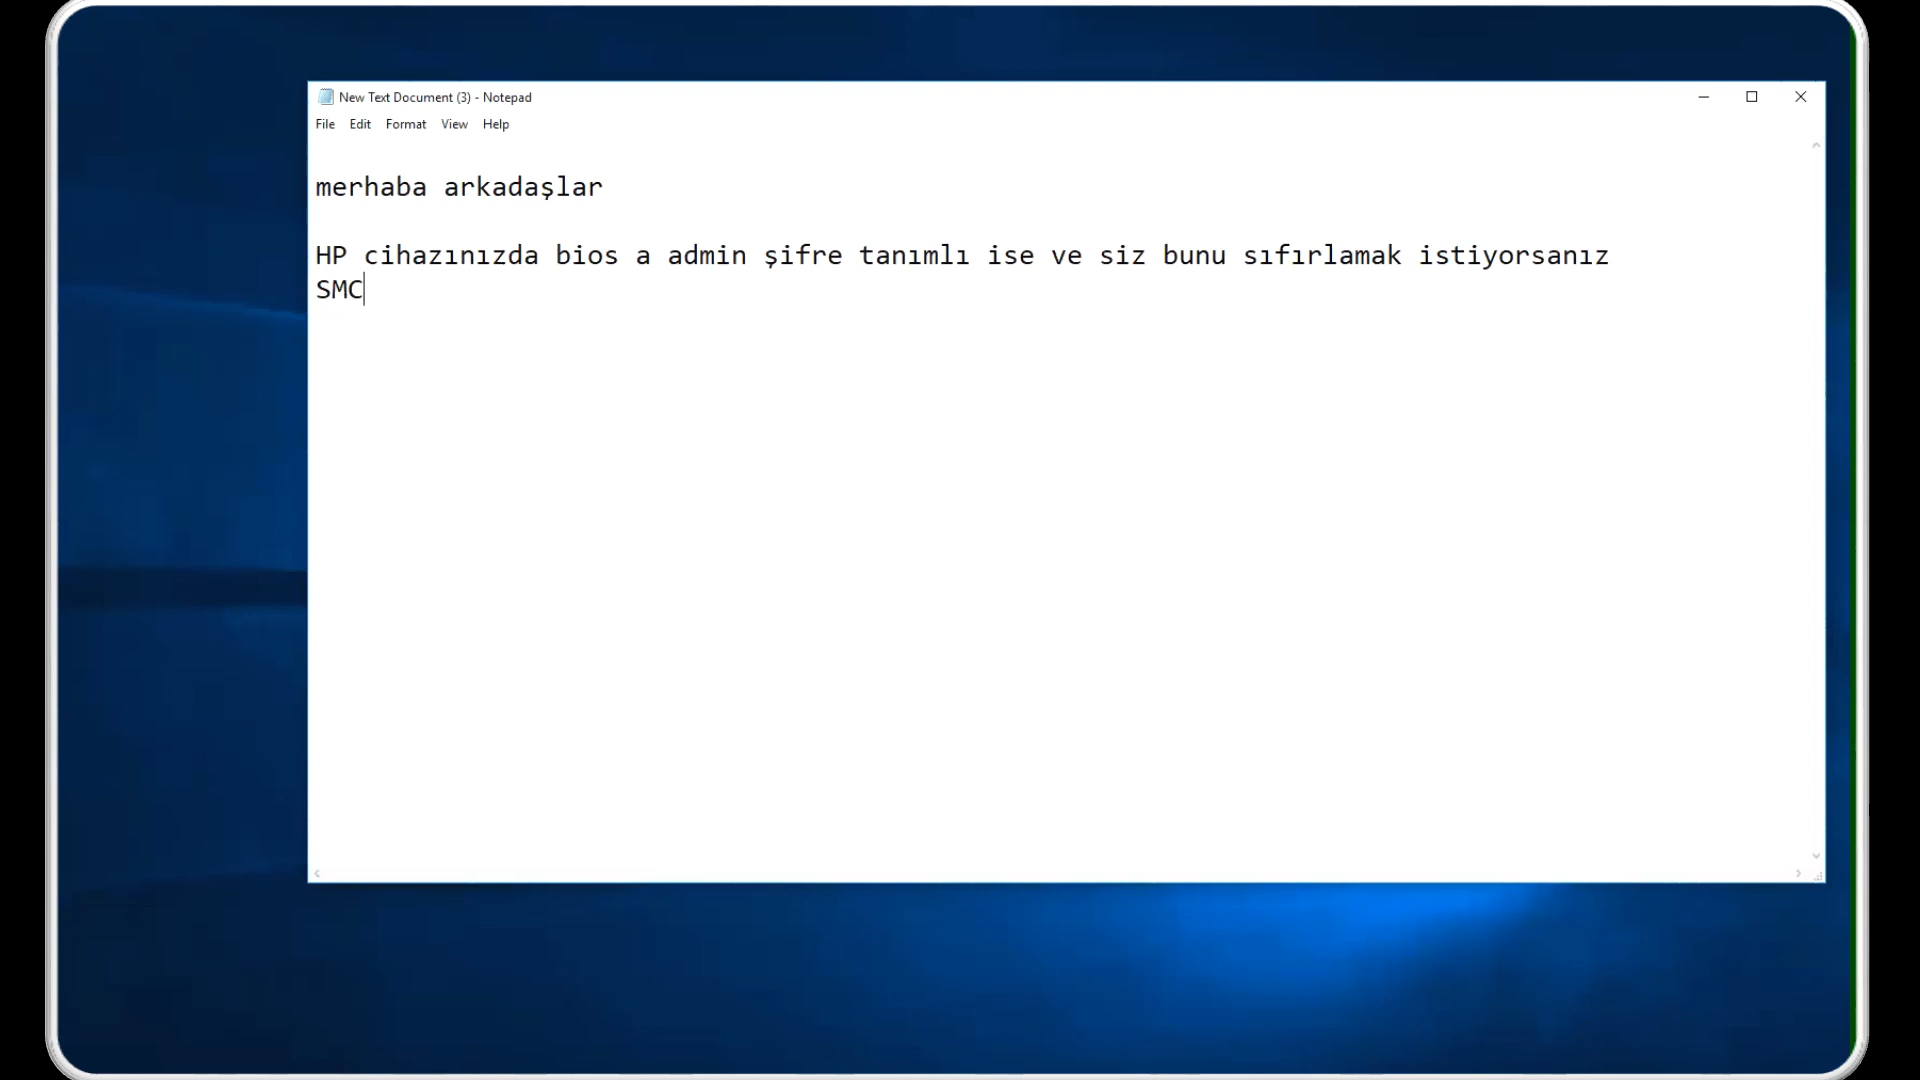 New Text Document (3) - Notepad
File Edit Format View Help
merhaba arkadaşlar
HP cihazınızda bios a admin şifre tanımlı ise ve siz bunu sıfırlamak istiyorsanız
SMC